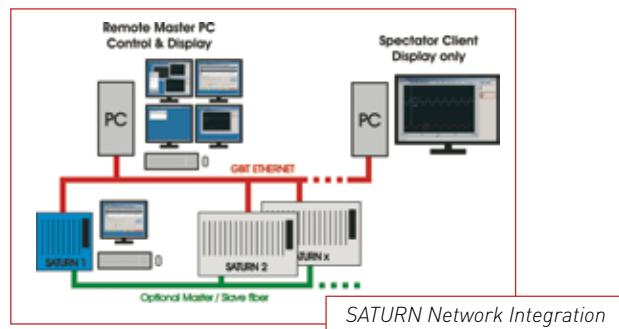 Remote Master PC
Control & Display
Spectator Client
Display only
PC
PC
GBIT ETHERNET
SATURN 1
SATURN 2
SATURN x
Optional Master / Slave fiber
SATURN Network Integration